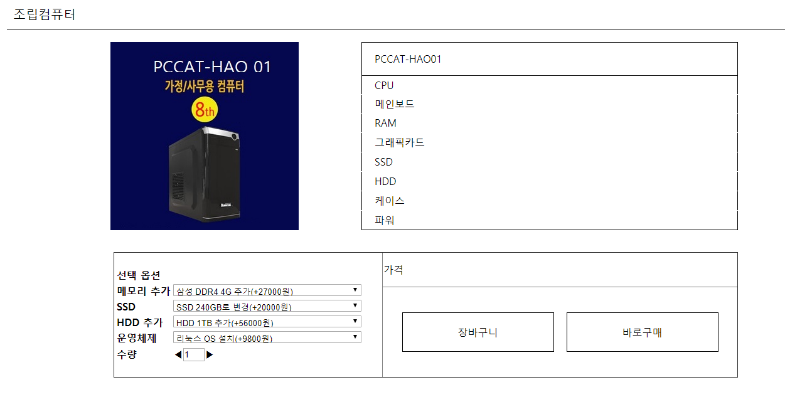 조립컴퓨터
PCCAT-HAO 01
가정/사무용 컴퓨터
8th
PCCAT-HAO01
CPU
메인보드
RAM
그래픽카드
SSD
HDD
케이스
파워
선택 옵션
메모리 추가 삼성 DDR4 4G 추가(+27000원)
SSD SSD 240GB로 변경(+20000원)
HDD 추가 HDD 1TB 추가(+56000원)
운영체제 리눅스 OS 설치(+9800원)
수량 ◀1▶
가격
장바구니 바로구매